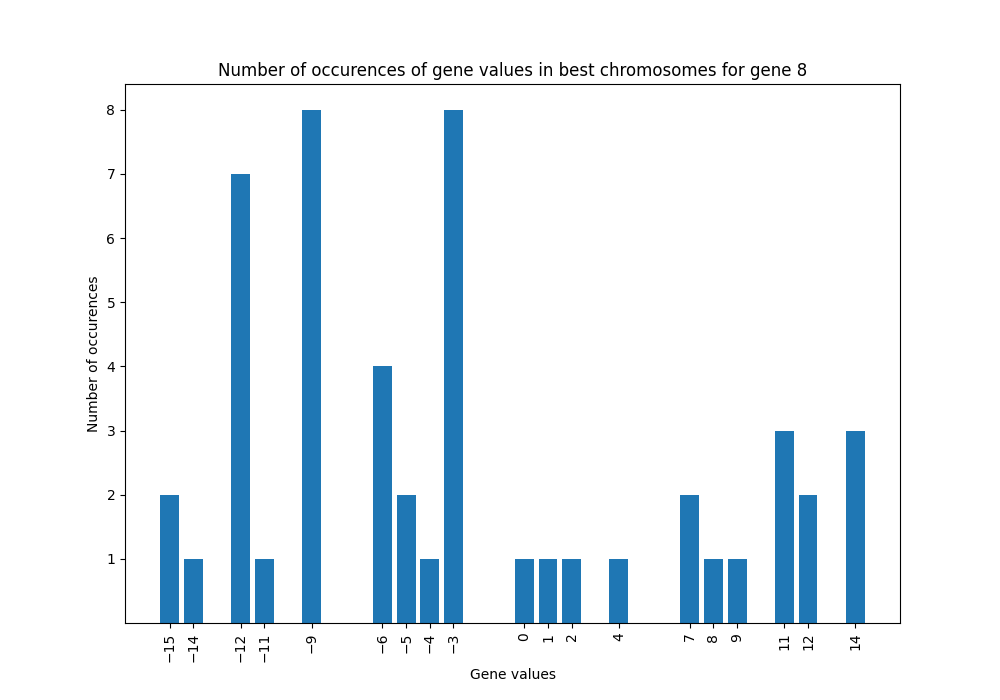 Number of occurences of gene values in best chromosomes for gene 8
Number of occurences
8
7
6
5
4
3
2
1
−15 −14 −12 −11 −9 −6 −5 −4 −3 0 1 2 4 7 8 9 11 12 14
Gene values